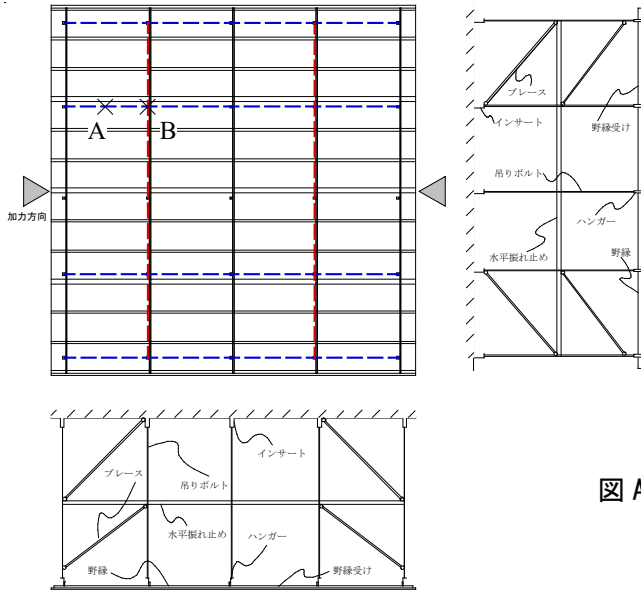 A
B
加力方向
ブレース
インサート
野縁受け
吊りボルト
ハンガー
水平振れ止め
野縁
インサート
ブレース
吊りボルト
水平振れ止め
ハンガー
野縁
野縁受け
図 A